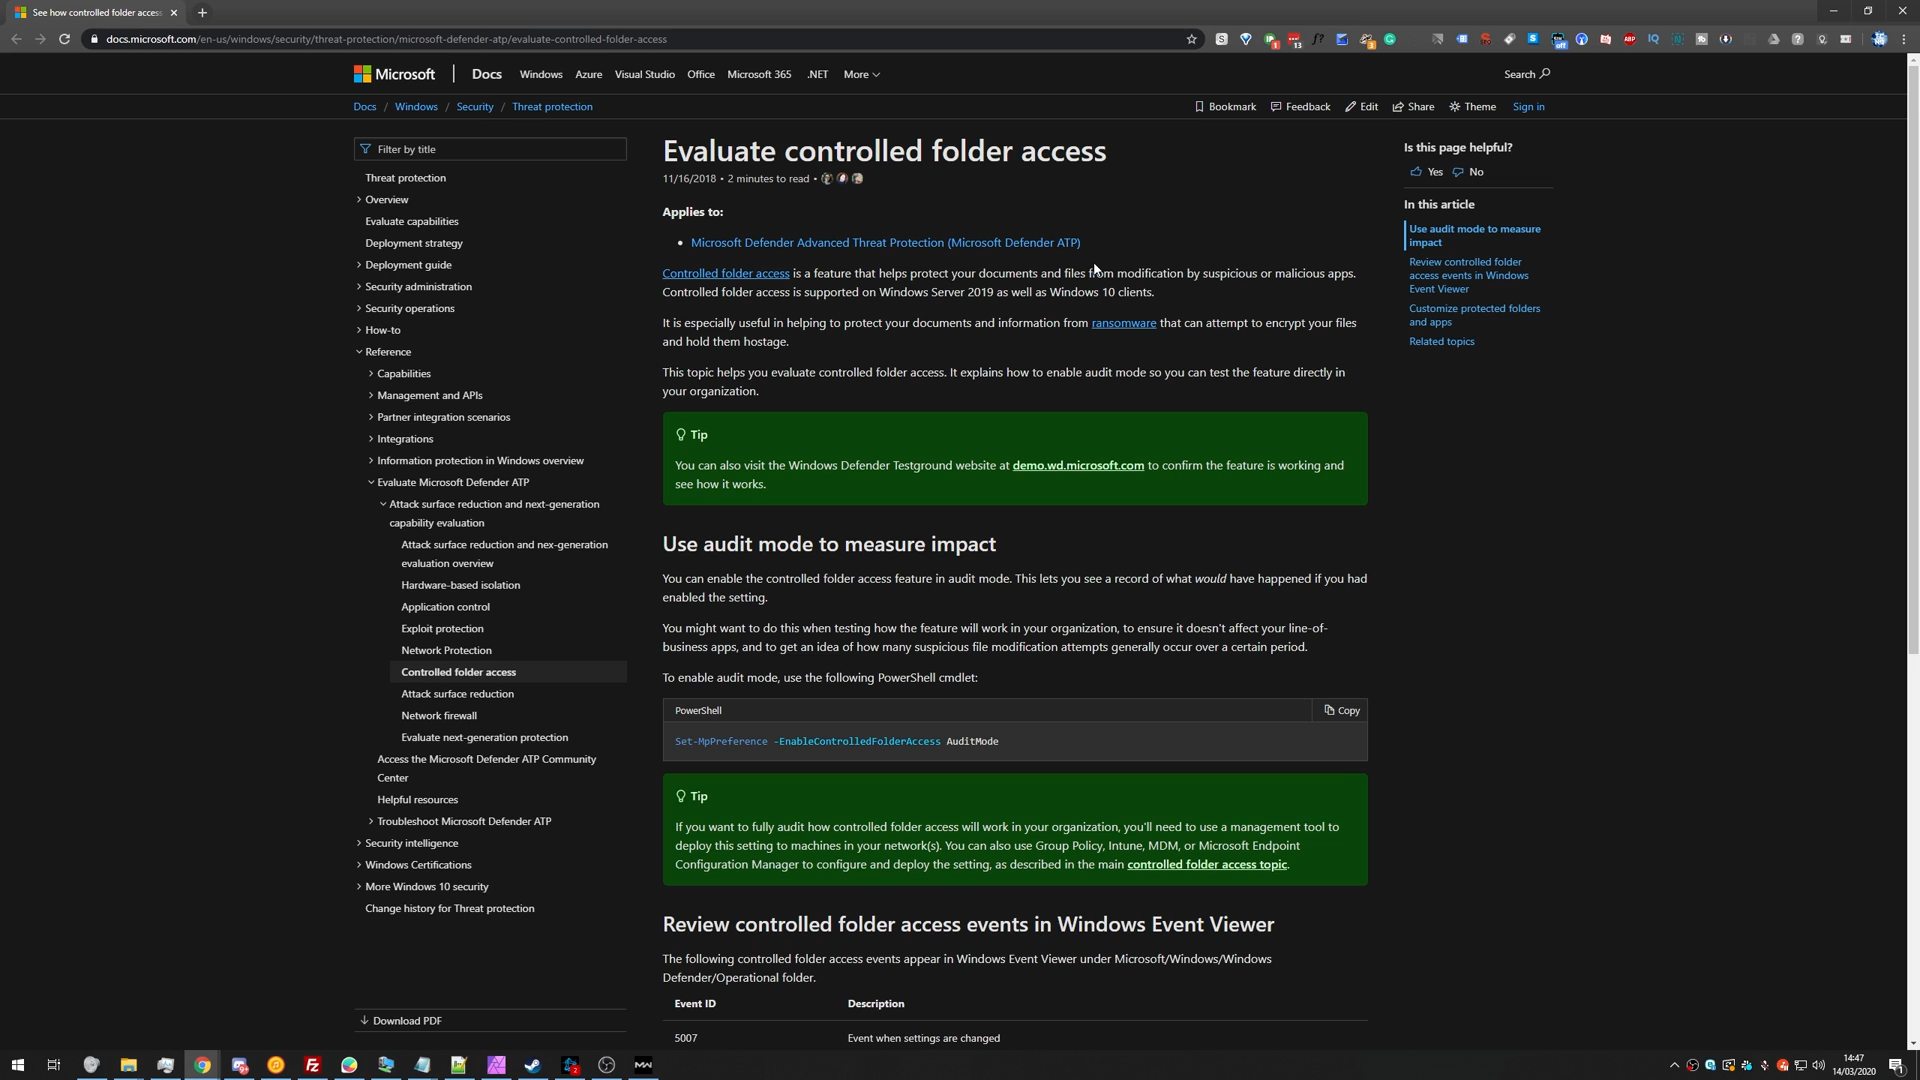 See how controlled folder access
docs.microsoft.com/en-us/windows/security/threat-protection/microsoft-defender-atp/evaluate-controlled-folder-access
Microsoft
Docs
Windows Azure Visual Studio Office Microsoft 365 .NET More
Search
Docs / Windows / Security / Threat protection
Bookmark Feedback Edit Share Theme Sign in
Filter by title
Threat protection
Overview
Evaluate capabilities
Deployment strategy
Deployment guide
Security administration
Security operations
How-to
Reference
Capabilities
Management and APIs
Partner integration scenarios
Integrations
Information protection in Windows overview
Evaluate Microsoft Defender ATP
Attack surface reduction and next-generation
capability evaluation
Attack surface reduction and nex-generation
evaluation overview
Hardware-based isolation
Application control
Exploit protection
Network Protection
Controlled folder access
Attack surface reduction
Network firewall
Evaluate next-generation protection
Access the Microsoft Defender ATP Community
Center
Helpful resources
Troubleshoot Microsoft Defender ATP
Security intelligence
Windows Certifications
More Windows 10 security
Change history for Threat protection
Download PDF
Evaluate controlled folder access
11/16/2018 • 2 minutes to read •
Applies to:
• Microsoft Defender Advanced Threat Protection (Microsoft Defender ATP)
Controlled folder access is a feature that helps protect your documents and files from modification by suspicious or malicious apps.
Controlled folder access is supported on Windows Server 2019 as well as Windows 10 clients.
It is especially useful in helping to protect your documents and information from ransomware that can attempt to encrypt your files
and hold them hostage.
This topic helps you evaluate controlled folder access. It explains how to enable audit mode so you can test the feature directly in
your organization.
Tip
You can also visit the Windows Defender Testground website at demo.wd.microsoft.com to confirm the feature is working and
see how it works.
Use audit mode to measure impact
You can enable the controlled folder access feature in audit mode. This lets you see a record of what would have happened if you had
enabled the setting.
You might want to do this when testing how the feature will work in your organization, to ensure it doesn't affect your line-of-
business apps, and to get an idea of how many suspicious file modification attempts generally occur over a certain period.
To enable audit mode, use the following PowerShell cmdlet:
PowerShell
Copy
Set-MpPreference -EnableControlledFolderAccess AuditMode
Tip
If you want to fully audit how controlled folder access will work in your organization, you'll need to use a management tool to
deploy this setting to machines in your network(s). You can also use Group Policy, Intune, MDM, or Microsoft Endpoint
Configuration Manager to configure and deploy the setting, as described in the main controlled folder access topic.
Review controlled folder access events in Windows Event Viewer
The following controlled folder access events appear in Windows Event Viewer under Microsoft/Windows/Windows
Defender/Operational folder.
Event ID Description
5007 Event when settings are changed
Is this page helpful?
Yes No
In this article
Use audit mode to measure
impact
Review controlled folder
access events in Windows
Event Viewer
Customize protected folders
and apps
Related topics
14:47
14/03/2020